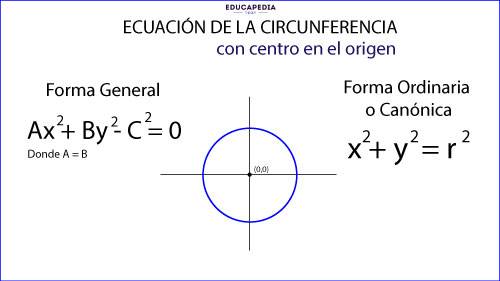 EDUCAPEDIA
ECUACIÓN DE LA CIRCUNFERENCIA
con centro en el origen
Forma General
Ax²+ By²- C²= 0
Donde A = B
(0,0)
Forma Ordinaria
o Canónica
x²+ y²= r²